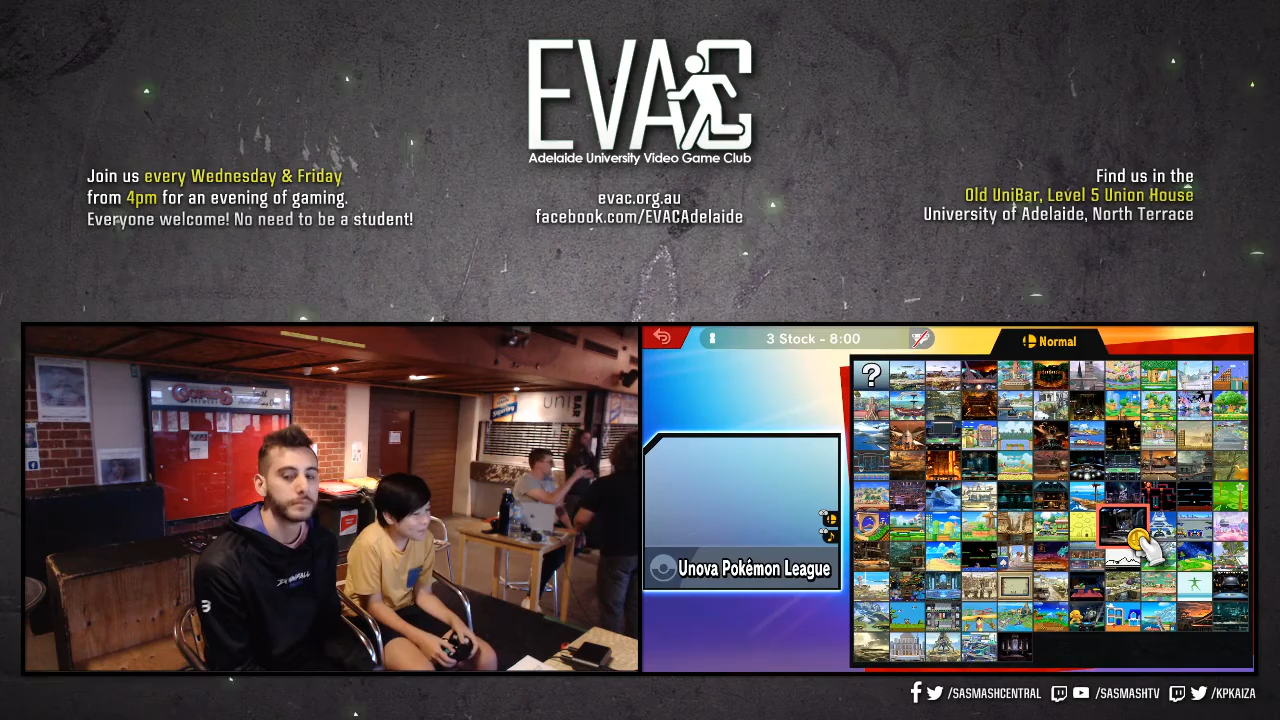 EVAC
Adelaide University Video Game Club
Join us every Wednesday & Friday
from 4pm for an evening of gaming.
Everyone welcome! No need to be a student!
evac.org.au
facebook.com/EVACAdelaide
Find us in the
Old UniBar, Level 5 Union House
University of Adelaide, North Terrace
3 Stock - 8:00
Normal
?
UNIBAR
Unova Pokémon League
/SASMASHCENTRAL
/SASMASHTV
/KPKAIZA